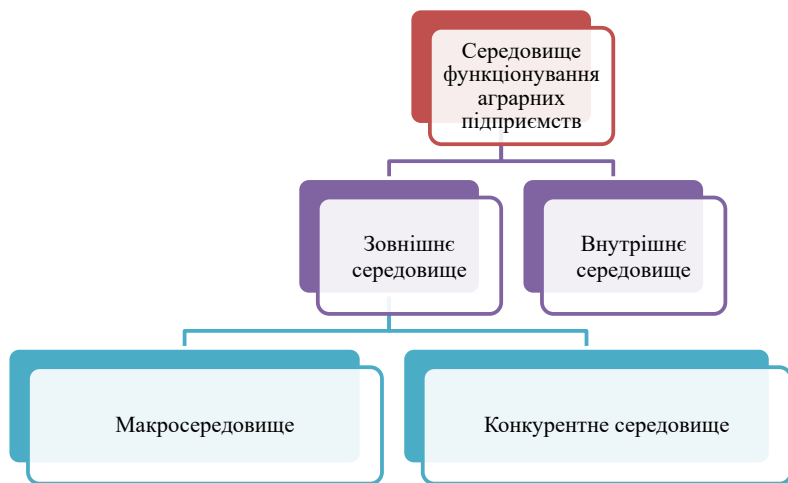 Середовище
функціонування
аграрних
підприємств
Зовнішнє
середовище
Внутрішнє
середовище
Макросередовище
Конкурентне середовище